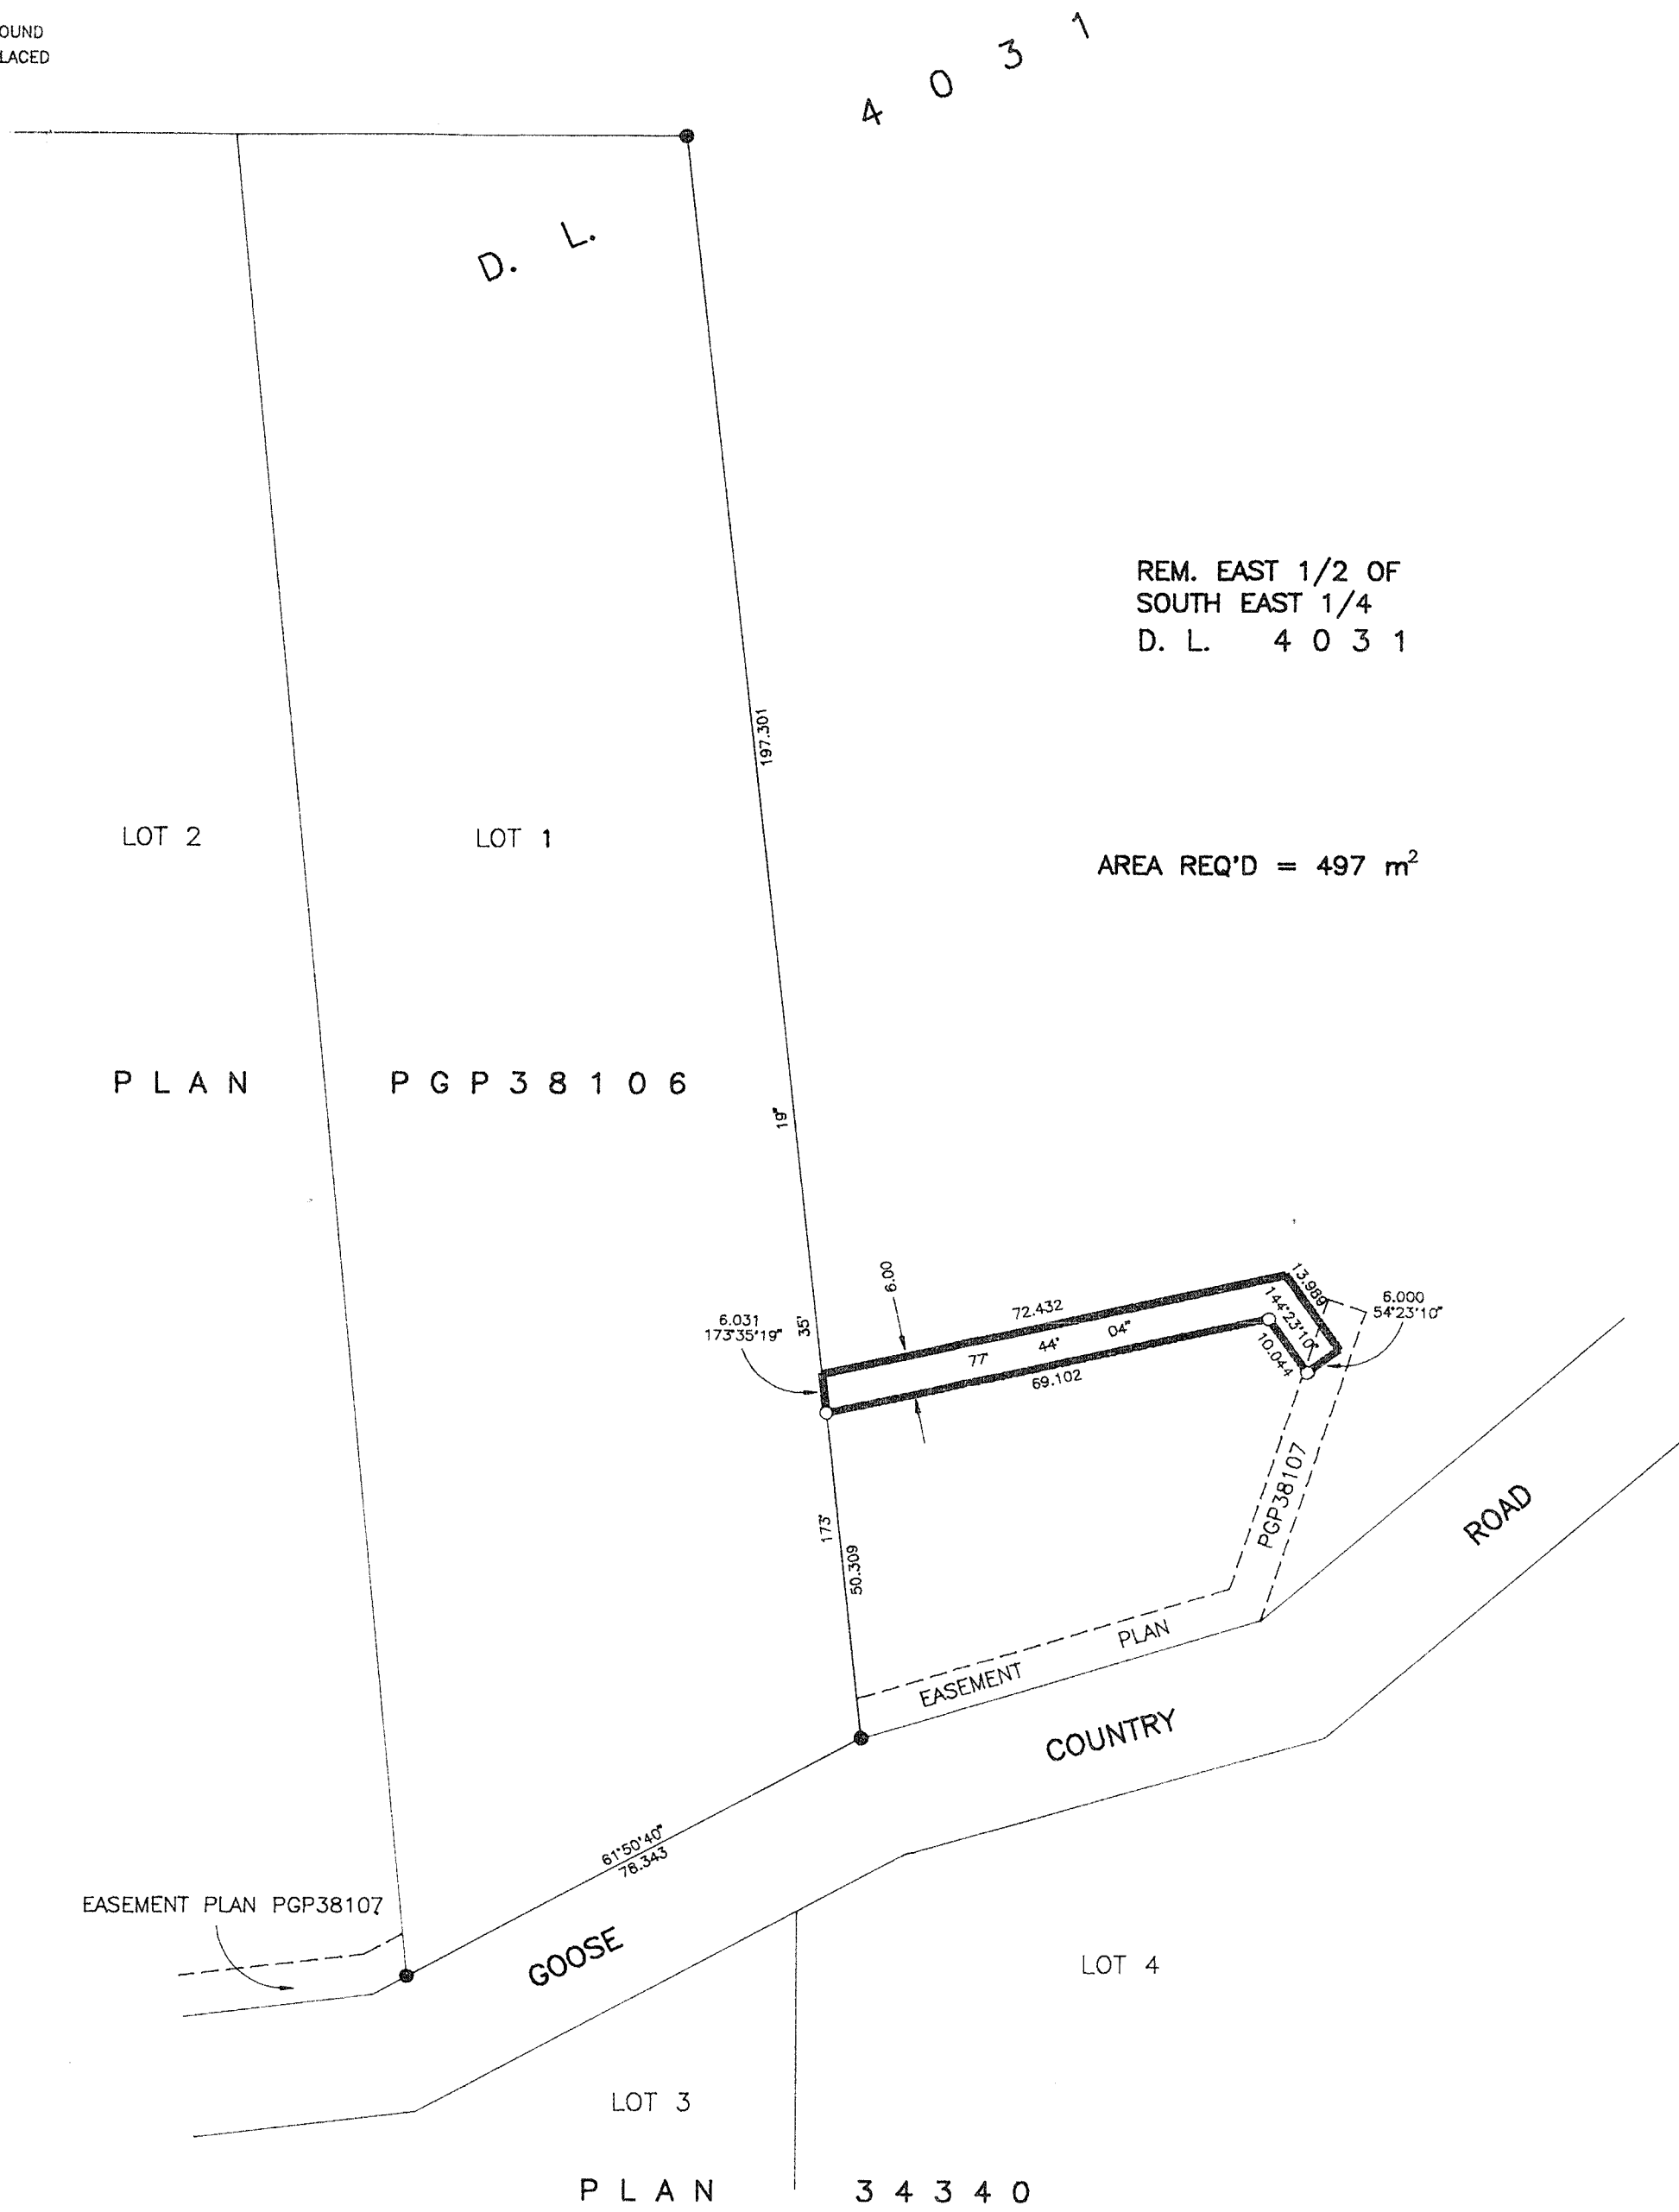 OUND
LACED
4 0 3 1
D. L.
REM. EAST 1/2 OF
SOUTH EAST 1/4
D. L. 4 0 3 1
197.301
LOT 2
LOT 1
AREA REQ'D = 497 m²
P L A N P G P 3 8 1 0 6
19"
35'
6.00
6.031
173°35'19"
72.432
77° 44' 04"
69.102
13.989
144°23'10"
10.044
6.000
54°23'10"
173°
50.309
PGP38107
ROAD
PLAN
EASEMENT
COUNTRY
61°50'40"
78.343
EASEMENT PLAN PGP38107
GOOSE
LOT 4
LOT 3
P L A N 3 4 3 4 0